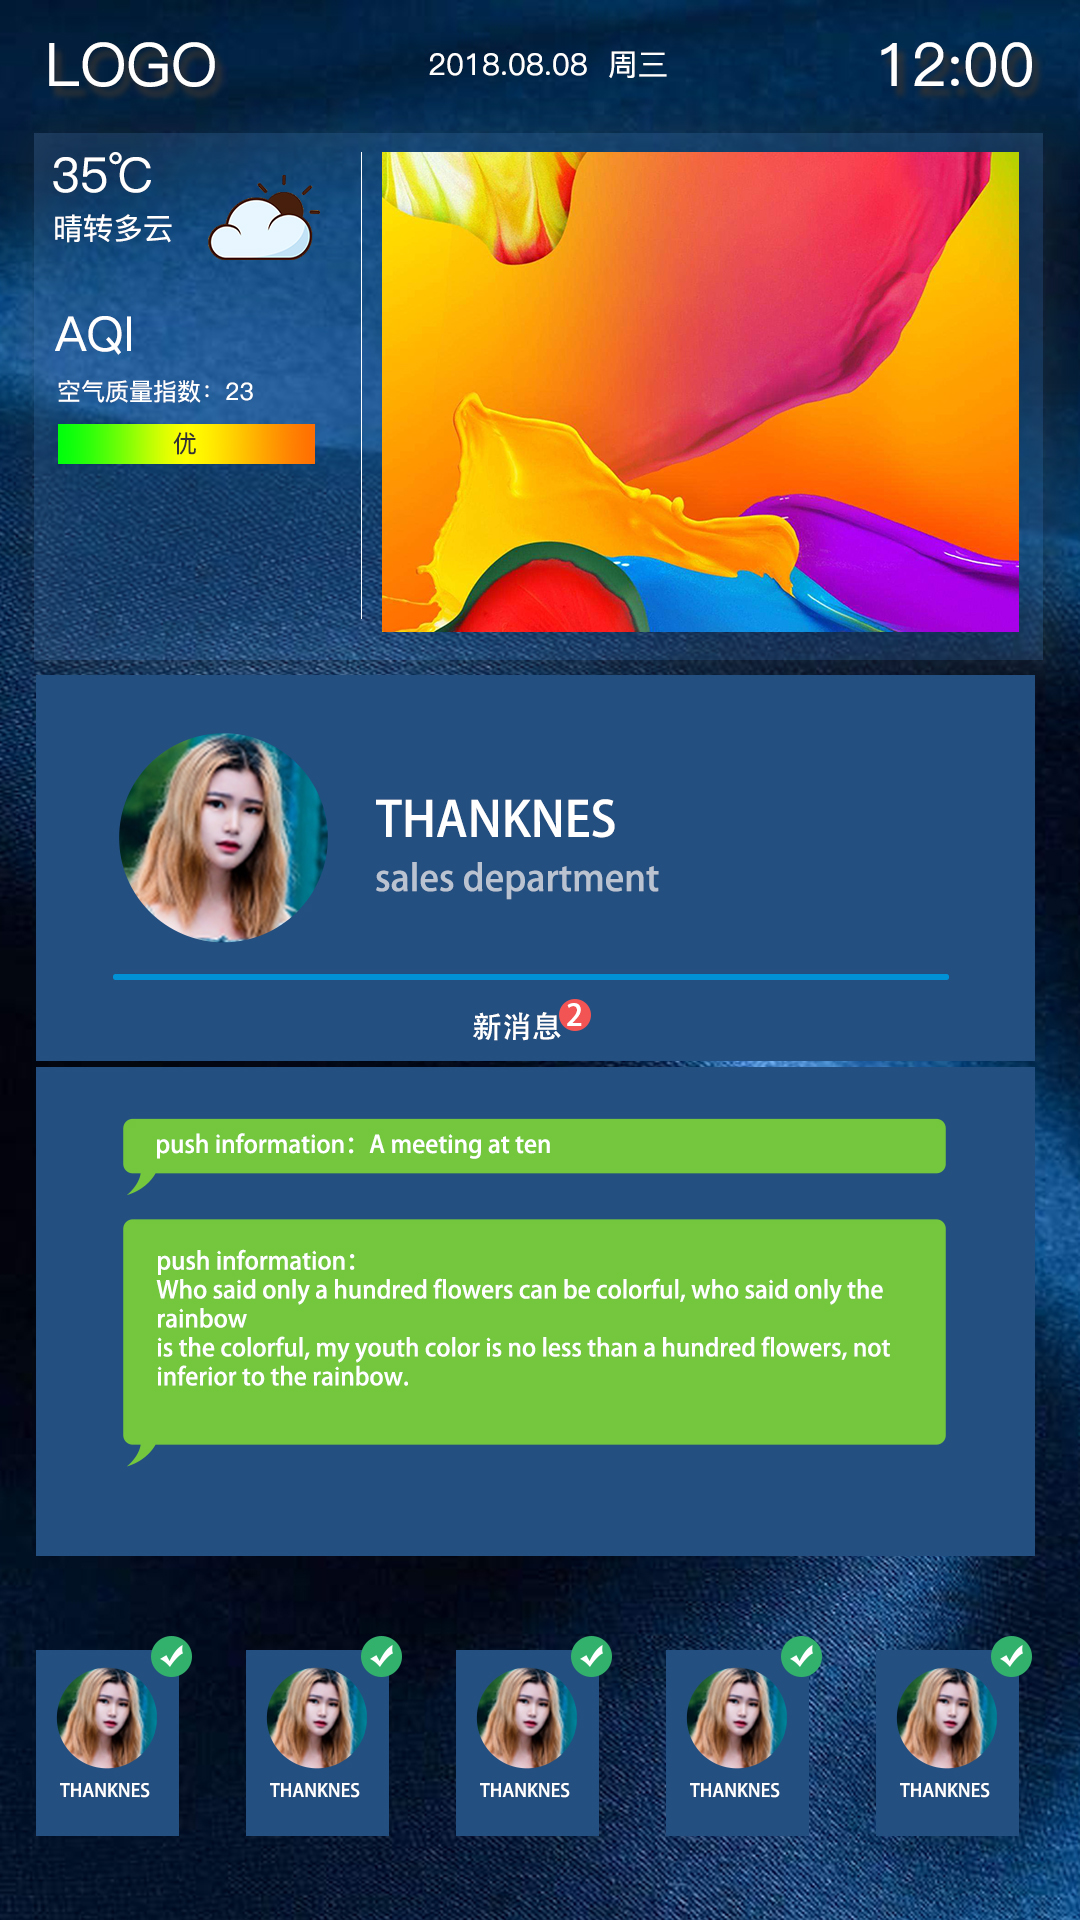 LOGO
2018.08.08 周三
12:00
35℃
晴转多云
AQI
空气质量指数：23
优
THANKNES
sales department
新消息
2
push information：A meeting at ten
push information：
Who said only a hundred flowers can be colorful, who said only the
rainbow
is the colorful, my youth color is no less than a hundred flowers, not
inferior to the rainbow.
THANKNES
THANKNES
THANKNES
THANKNES
THANKNES